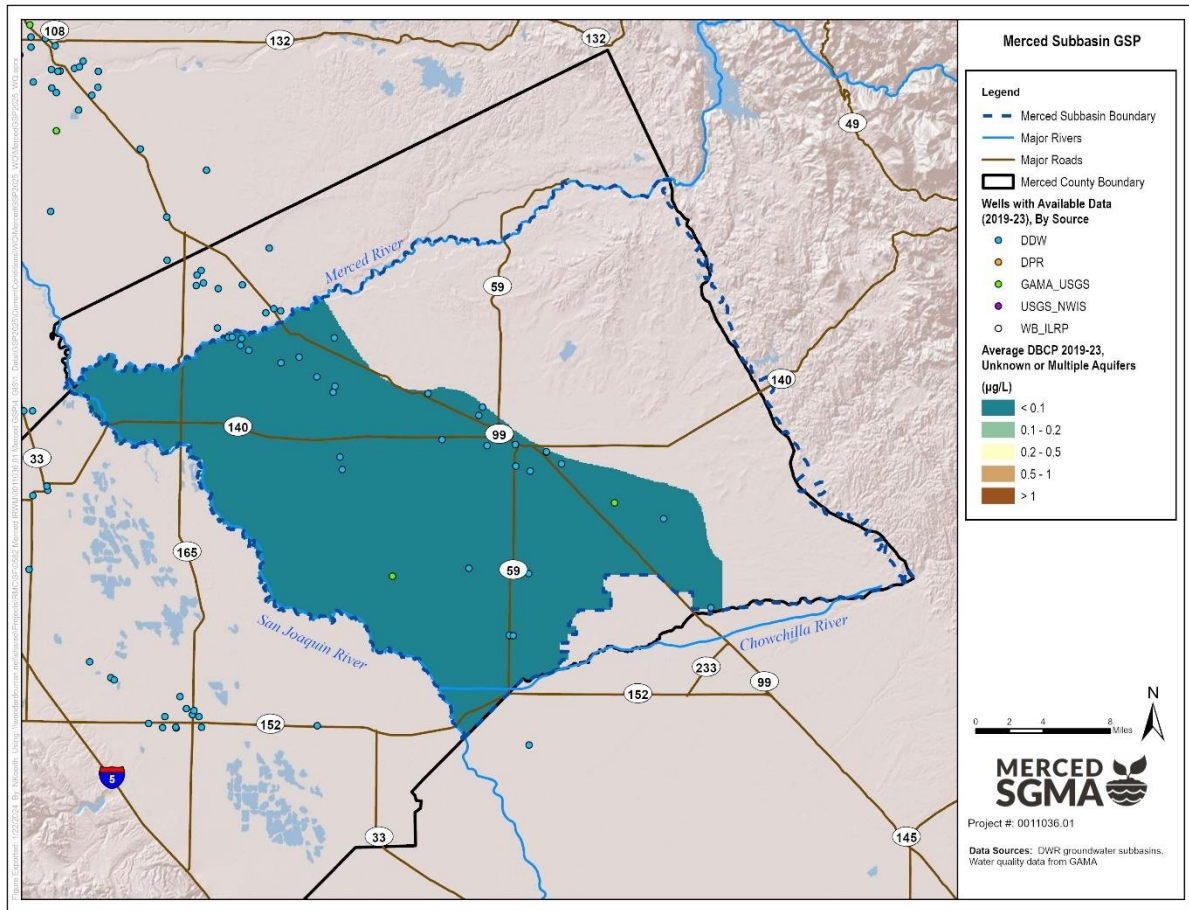 108
132
132
49
Merced River
59
140
140
99
33
165
59
San Joaquin River
Chowchilla River
233
152
99
152
5
33
145
Merced Subbasin GSP
Legend
Merced Subbasin Boundary
Major Rivers
Major Roads
Merced County Boundary
Wells with Available Data
(2019-23), By Source
DDW
DPR
GAMA_USGS
USGS_NWIS
WB_ILRP
Average DBCP 2019-23,
Unknown or Multiple Aquifers
(µg/L)
< 0.1
0.1 - 0.2
0.2 - 0.5
0.5 - 1
> 1
N
0 2 4 8
Miles
MERCED
SGMA
Project #: 0011036.01
Data Sources: DWR groundwater subbasins,
Water quality data from GAMA